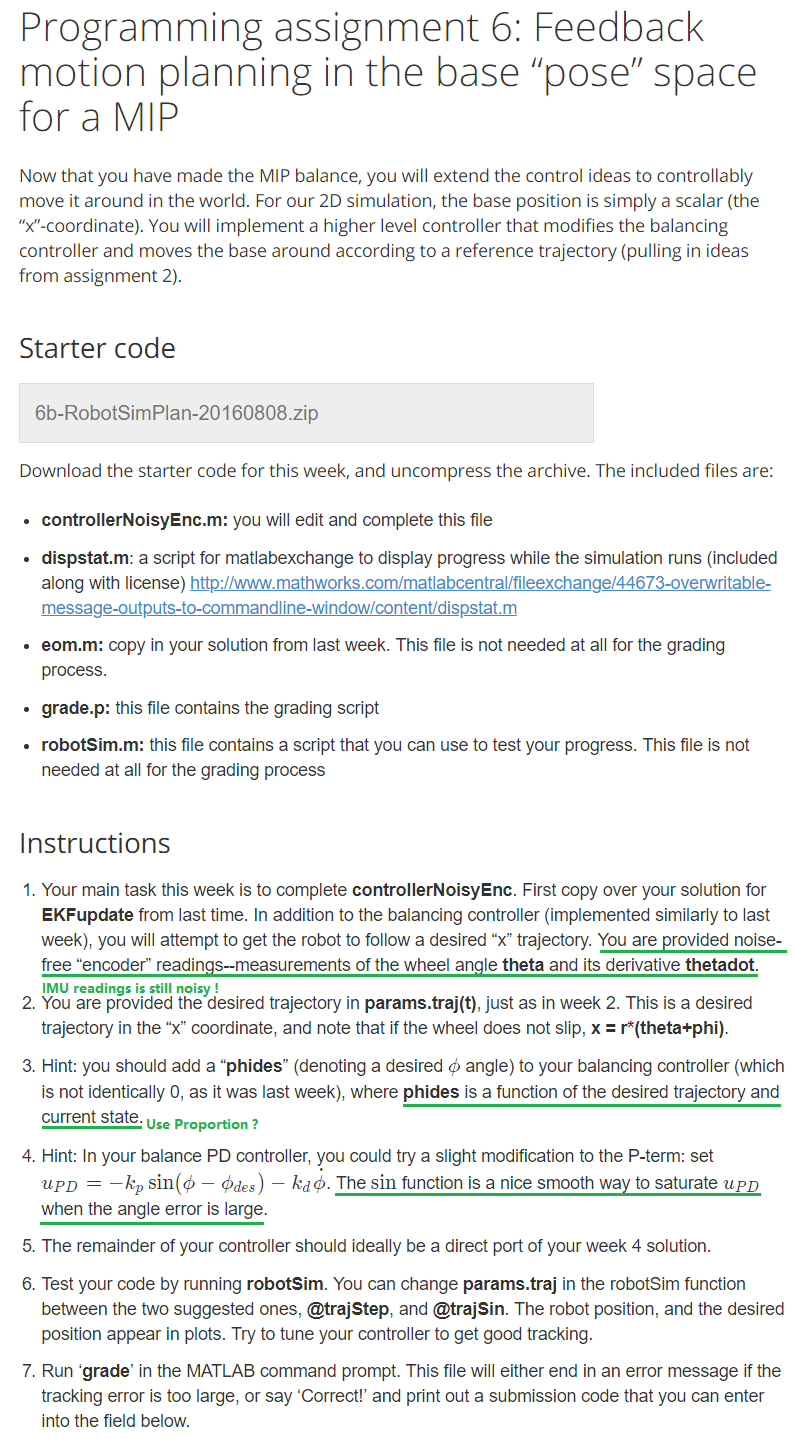 Programming assignment 6: Feedback
motion planning in the base “pose” space
for a MIP
Now that you have made the MIP balance, you will extend the control ideas to controllably
move it around in the world. For our 2D simulation, the base position is simply a scalar (the
“x”-coordinate). You will implement a higher level controller that modifies the balancing
controller and moves the base around according to a reference trajectory (pulling in ideas
from assignment 2).
Starter code
6b-RobotSimPlan-20160808.zip
Download the starter code for this week, and uncompress the archive. The included files are:
• controllerNoisyEnc.m: you will edit and complete this file
• dispstat.m: a script for matlabexchange to display progress while the simulation runs (included
along with license) http://www.mathworks.com/matlabcentral/fileexchange/44673-overwritable-
message-outputs-to-commandline-window/content/dispstat.m
• eom.m: copy in your solution from last week. This file is not needed at all for the grading
process.
• grade.p: this file contains the grading script
• robotSim.m: this file contains a script that you can use to test your progress. This file is not
needed at all for the grading process
Instructions
1. Your main task this week is to complete controllerNoisyEnc. First copy over your solution for
EKFupdate from last time. In addition to the balancing controller (implemented similarly to last
week), you will attempt to get the robot to follow a desired “x” trajectory. You are provided noise-
free “encoder” readings--measurements of the wheel angle theta and its derivative thetadot.
IMU readings is still noisy !
2. You are provided the desired trajectory in params.traj(t), just as in week 2. This is a desired
trajectory in the “x” coordinate, and note that if the wheel does not slip, x = r*(theta+phi).
3. Hint: you should add a “phides” (denoting a desired ϕ angle) to your balancing controller (which
is not identically 0, as it was last week), where phides is a function of the desired trajectory and
current state. Use Proportion ?
4. Hint: In your balance PD controller, you could try a slight modification to the P-term: set
u_{PD} = −k_p sin(ϕ − ϕ_{des}) − k_d ϕ̇. The sin function is a nice smooth way to saturate u_{PD}
when the angle error is large.
5. The remainder of your controller should ideally be a direct port of your week 4 solution.
6. Test your code by running robotSim. You can change params.traj in the robotSim function
between the two suggested ones, @trajStep, and @trajSin. The robot position, and the desired
position appear in plots. Try to tune your controller to get good tracking.
7. Run ‘grade’ in the MATLAB command prompt. This file will either end in an error message if the
tracking error is too large, or say ‘Correct!’ and print out a submission code that you can enter
into the field below.